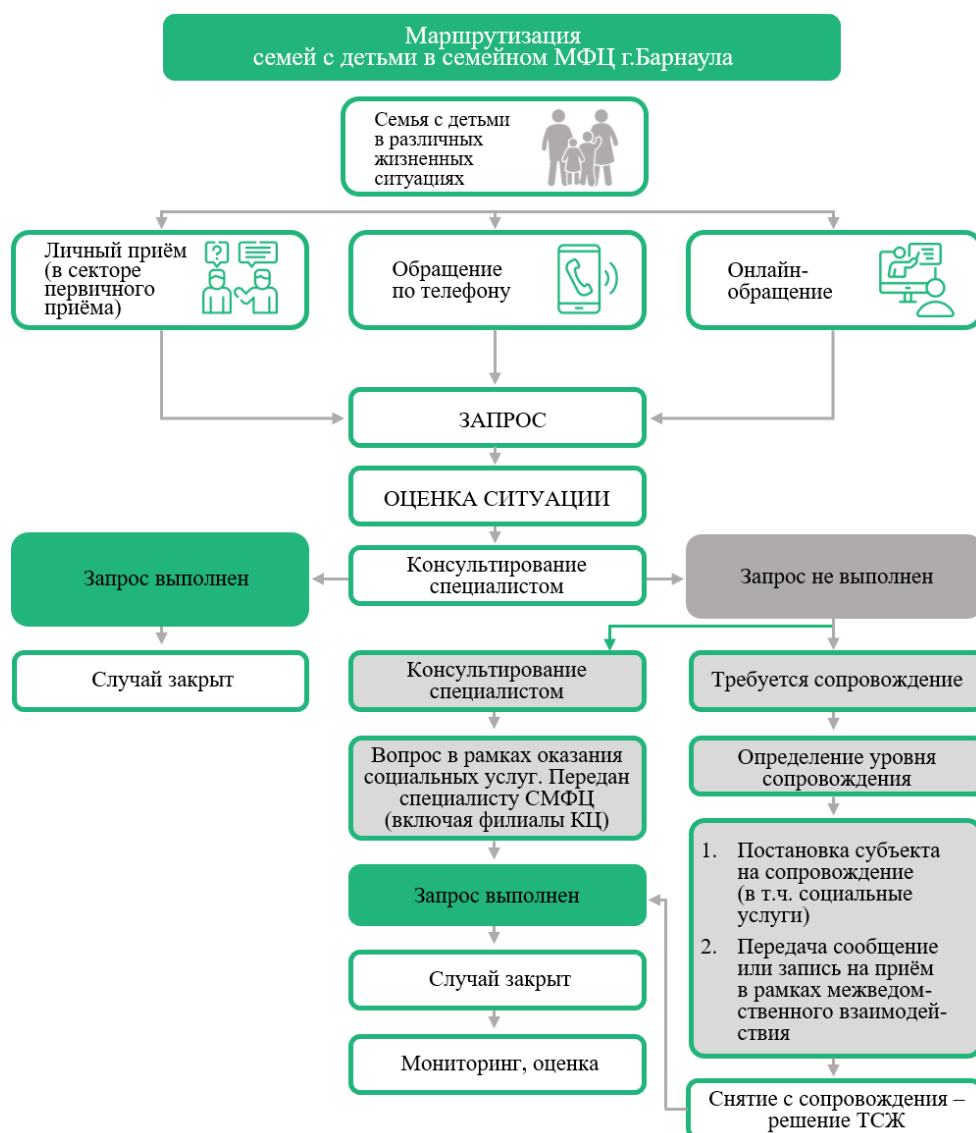 Маршрутизация
семей с детьми в семейном МФЦ г.Барнаула
Семья с детьми
в различных
жизненных
ситуациях
Личный приём
(в секторе
первичного
приёма)
?
Обращение
по телефону
Онлайн-
обращение
ЗАПРОС
ОЦЕНКА СИТУАЦИИ
Запрос выполнен
Консультирование
специалистом
Запрос не выполнен
Случай закрыт
Консультирование
специалистом
Требуется сопровождение
Вопрос в рамках оказания
социальных услуг. Передан
специалисту СМФЦ
(включая филиалы КЦ)
Определение уровня
сопровождения
1. Постановка субъекта
на сопровождение
(в т.ч. социальные
услуги)
2. Передача сообщение
или запись на приём
в рамках межведом-
ственного взаимодей-
ствия
Запрос выполнен
Случай закрыт
Мониторинг, оценка
Снятие с сопровождения –
решение ТСЖ